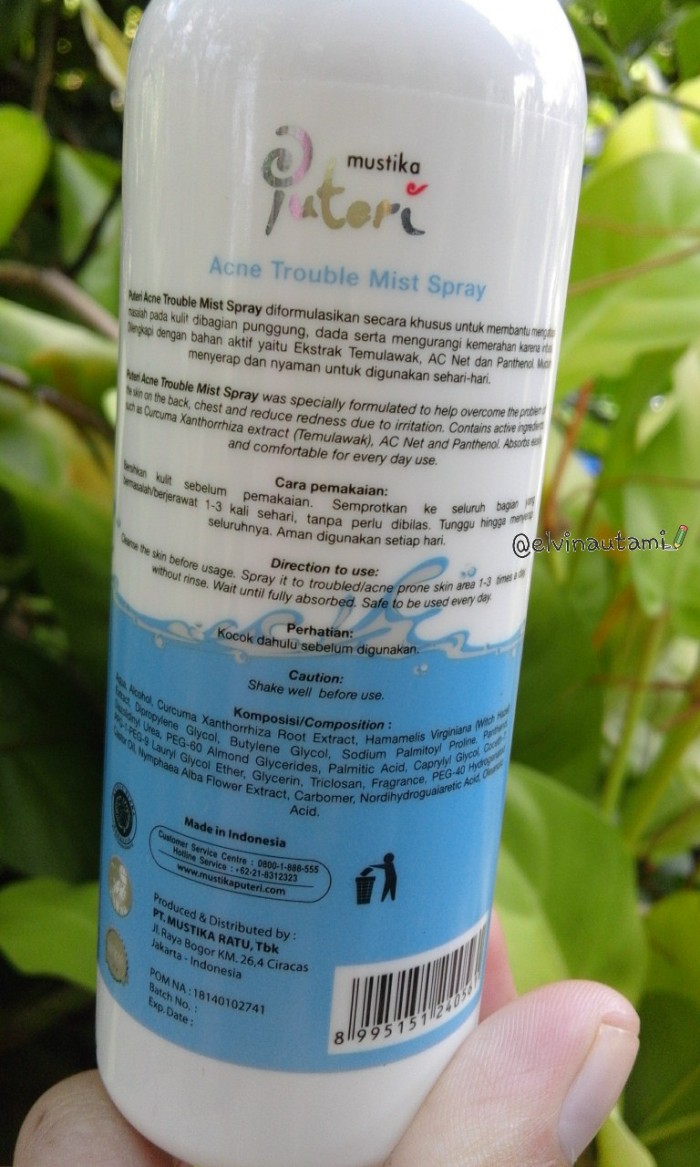 mustika
Puteri
Acne Trouble Mist Spray
Puteri Acne Trouble Mist Spray diformulasikan secara khusus untuk membantu
masalah pada kulit dibagian punggung, dada serta mengurangi kemerahan karena
Dilengkapi dengan bahan aktif yaitu Ekstrak Temulawak, AC Net dan Panthenol.
menyerap dan nyaman untuk digunakan sehari-hari.
Puteri Acne Trouble Mist Spray was specially formulated to help overcome the problem
the skin on the back, chest and reduce redness due to irritation. Contains active
such as Curcuma Xanthorrhiza extract (Temulawak), AC Net and Panthenol. Absorbs
and comfortable for every day use.
Cara pemakaian:
Bersihkan kulit sebelum pemakaian. Semprotkan ke seluruh bagian yang
bermasalah/berjerawat 1-3 kali sehari, tanpa perlu dibilas. Tunggu hingga
seluruhnya. Aman digunakan setiap hari.
@elvinautami
Direction to use:
Cleanse the skin before usage. Spray it to troubled/acne prone skin area 1-3 times a day
without rinse. Wait until fully absorbed. Safe to be used every day.
Perhatian:
Kocok dahulu sebelum digunakan.
Caution:
Shake well before use.
Komposisi/Composition :
Aqua, Alcohol, Curcuma Xanthorrhiza Root Extract, Hamamelis Virginiana (Witch Hazel)
Extract, Dipropylene Glycol, Butylene Glycol, Sodium Palmitoyl Proline,
Urea, PEG-60 Almond Glycerides, Palmitic Acid, Caprylyl Glycol,
Lauryl Glycol Ether, Glycerin, Triclosan, Fragrance, PEG-40 Hydrogenated
Castor Oil, Nymphaea Alba Flower Extract, Carbomer, Nordihydroguaiaretic Acid,
Acid.
Made in Indonesia
Customer Service Centre : 0800-1-888-555
Hotline Service : +52-21-8312323
www.mustikaputeri.com
Produced & Distributed by :
PT. MUSTIKA RATU, Tbk
Jl. Raya Bogor KM. 26,4 Ciracas
Jakarta - Indonesia
POM NA : 18140102741
Batch No. :
Exp. Date :
8 995151 24056